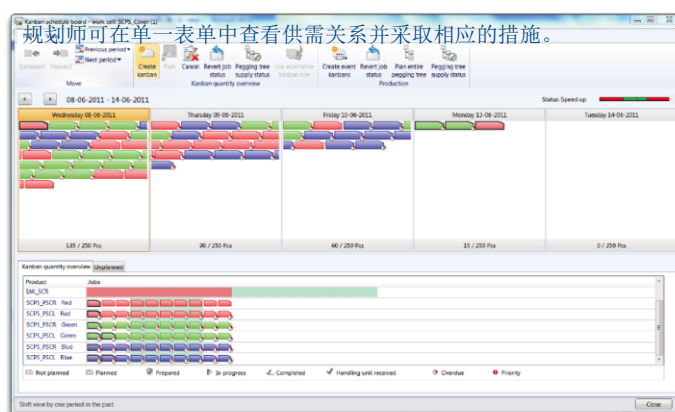 Kanban schedule board - work cell SCPS_Cover (1)
规划师可在单一表单中查看供需关系并采取相应的措施。
Backward Forward Previous period Next period Create kanban Plan Cancel Revert job status Pegging tree supply status Use alternative kanban rule Create event kanbans Revert job status Plan entire pegging tree Pegging tree supply status
Move Kanban quantity overview Production
08-06-2011 - 14-06-2011 Status: Speed-up
Wednesday 08-06-2011 Thursday 09-06-2011 Friday 10-06-2011 Monday 13-06-2011 Tuesday 14-06-2011
135 / 250 Pcs 90 / 250 Pcs 60 / 250 Pcs 15 / 250 Pcs 0 / 250 Pcs
Kanban quantity overview Unplanned
Product Jobs
SCPS_PSCR Red
SCPS_PSCL Red
SCPS_PSCR Green
SCPS_PSCL Green
SCPS_PSCR Blue
SCPS_PSCL Blue
Not planned Planned Prepared In progress Completed Handling unit received Overdue Priority
Shift view by one period in the past Close